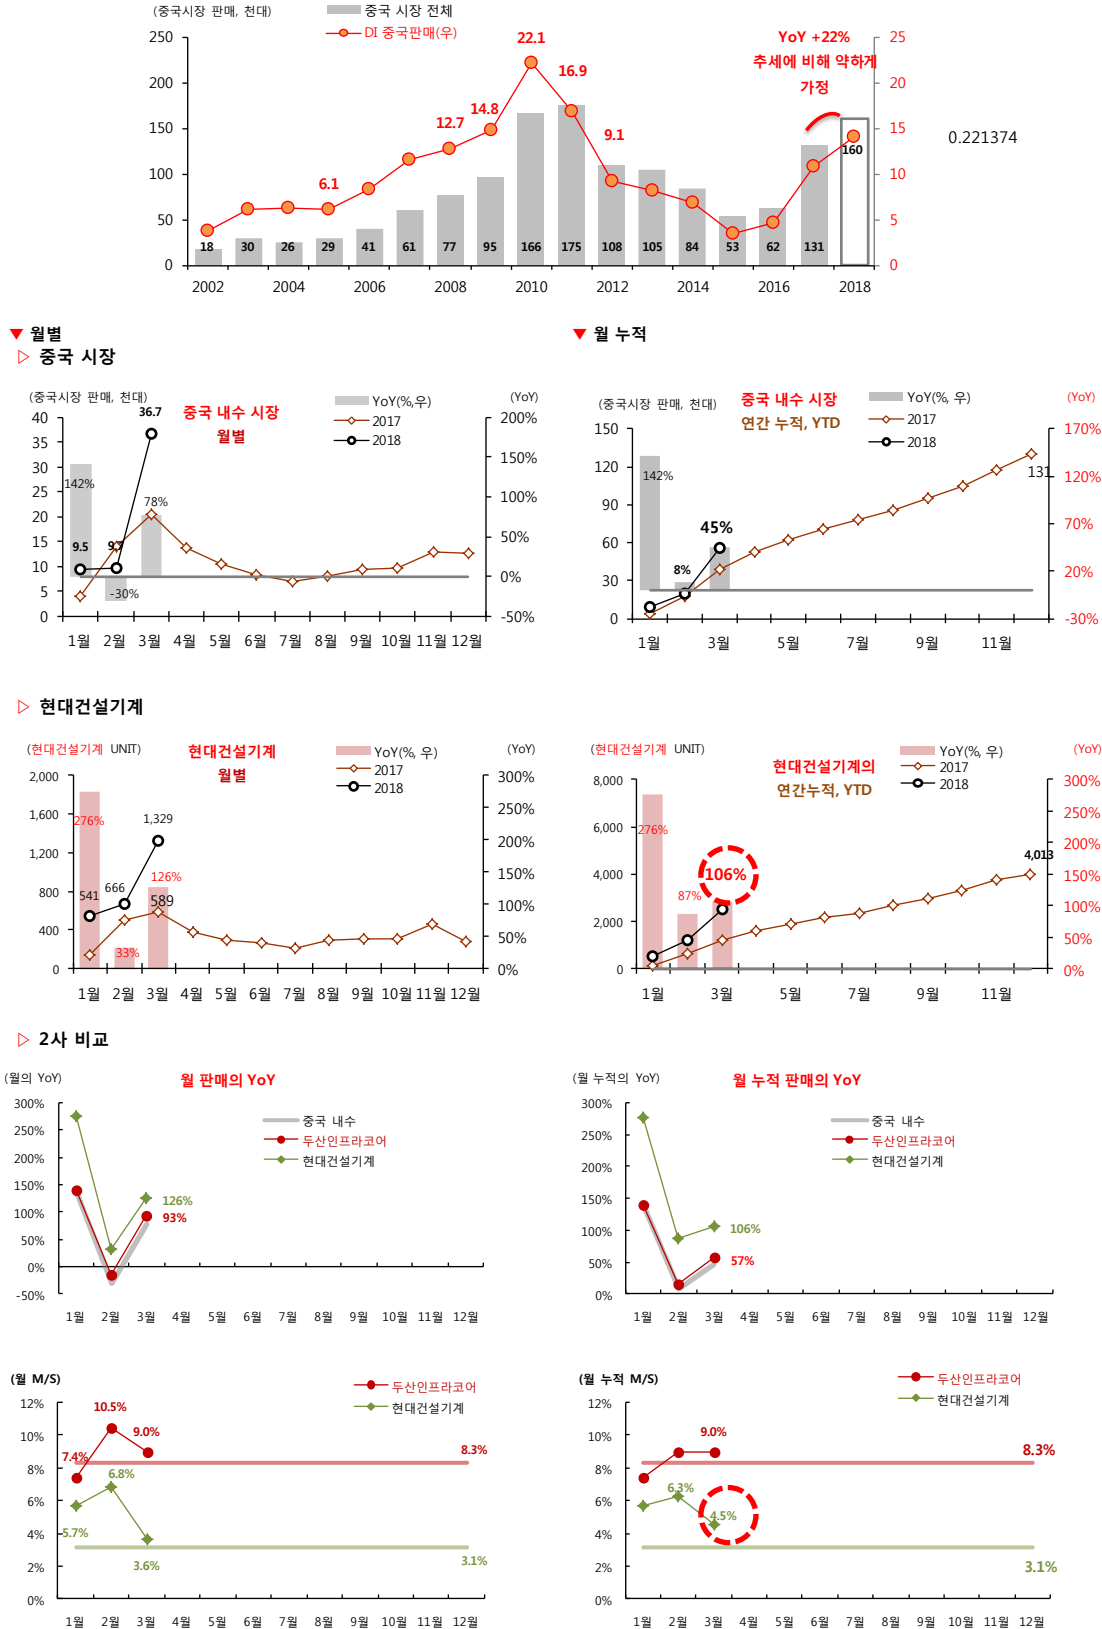 (중국시장 판매, 천대)
중국 시장 전체
DI 중국판매(우)
250
200
150
100
50
0
25
20
15
10
5
0
6.1
12.7
14.8
22.1
16.9
9.1
YoY +22%
추세에 비해 약하게
가정
0.221374
18 30 26 29 41 61 77 95 166 175 108 105 84 53 62 131 160
2002 2004 2006 2008 2010 2012 2014 2016 2018
▼ 월별
▷ 중국 시장
(중국시장 판매, 천대)
중국 내수 시장
월별
YoY(%,우)
2017
2018
(YoY)
40
35
30
25
20
15
10
5
0
200%
150%
100%
50%
0%
-50%
36.7
142%
78%
9.5
-30%
1월 2월 3월 4월 5월 6월 7월 8월 9월 10월 11월 12월
▼ 월 누적
(중국시장 판매, 천대)
중국 내수 시장
연간 누적, YTD
YoY(%, 우)
2017
2018
(YoY)
150
120
90
60
30
0
170%
120%
70%
20%
-30%
142%
8%
45%
131
1월 3월 5월 7월 9월 11월
▷ 현대건설기계
(현대건설기계 UNIT)
현대건설기계
월별
YoY(%, 우)
2017
2018
(YoY)
2,000
1,600
1,200
800
400
0
300%
250%
200%
150%
100%
50%
0%
276%
541
666
1,329
126%
589
33%
1월 2월 3월 4월 5월 6월 7월 8월 9월 10월 11월 12월
(현대건설기계 UNIT)
현대건설기계의
연간누적, YTD
YoY(%, 우)
2017
2018
(YoY)
8,000
6,000
4,000
2,000
0
300%
250%
200%
150%
100%
50%
0%
276%
87%
106%
4,013
1월 3월 5월 7월 9월 11월
▷ 2사 비교
(월의 YoY)
월 판매의 YoY
중국 내수
두산인프라코어
현대건설기계
300%
250%
200%
150%
100%
50%
0%
-50%
126%
93%
1월 2월 3월 4월 5월 6월 7월 8월 9월 10월 11월 12월
(월 누적의 YoY)
월 누적 판매의 YoY
중국 내수
두산인프라코어
현대건설기계
300%
250%
200%
150%
100%
50%
0%
106%
57%
1월 2월 3월 4월 5월 6월 7월 8월 9월 10월 11월 12월
(월 M/S)
두산인프라코어
현대건설기계
12%
10%
8%
6%
4%
2%
0%
7.4%
10.5%
9.0%
8.3%
5.7%
6.8%
3.6%
3.1%
1월 2월 3월 4월 5월 6월 7월 8월 9월 10월 11월 12월
(월 누적 M/S)
두산인프라코어
현대건설기계
12%
10%
8%
6%
4%
2%
0%
9.0%
8.3%
6.3%
4.5%
3.1%
1월 2월 3월 4월 5월 6월 7월 8월 9월 10월 11월 12월